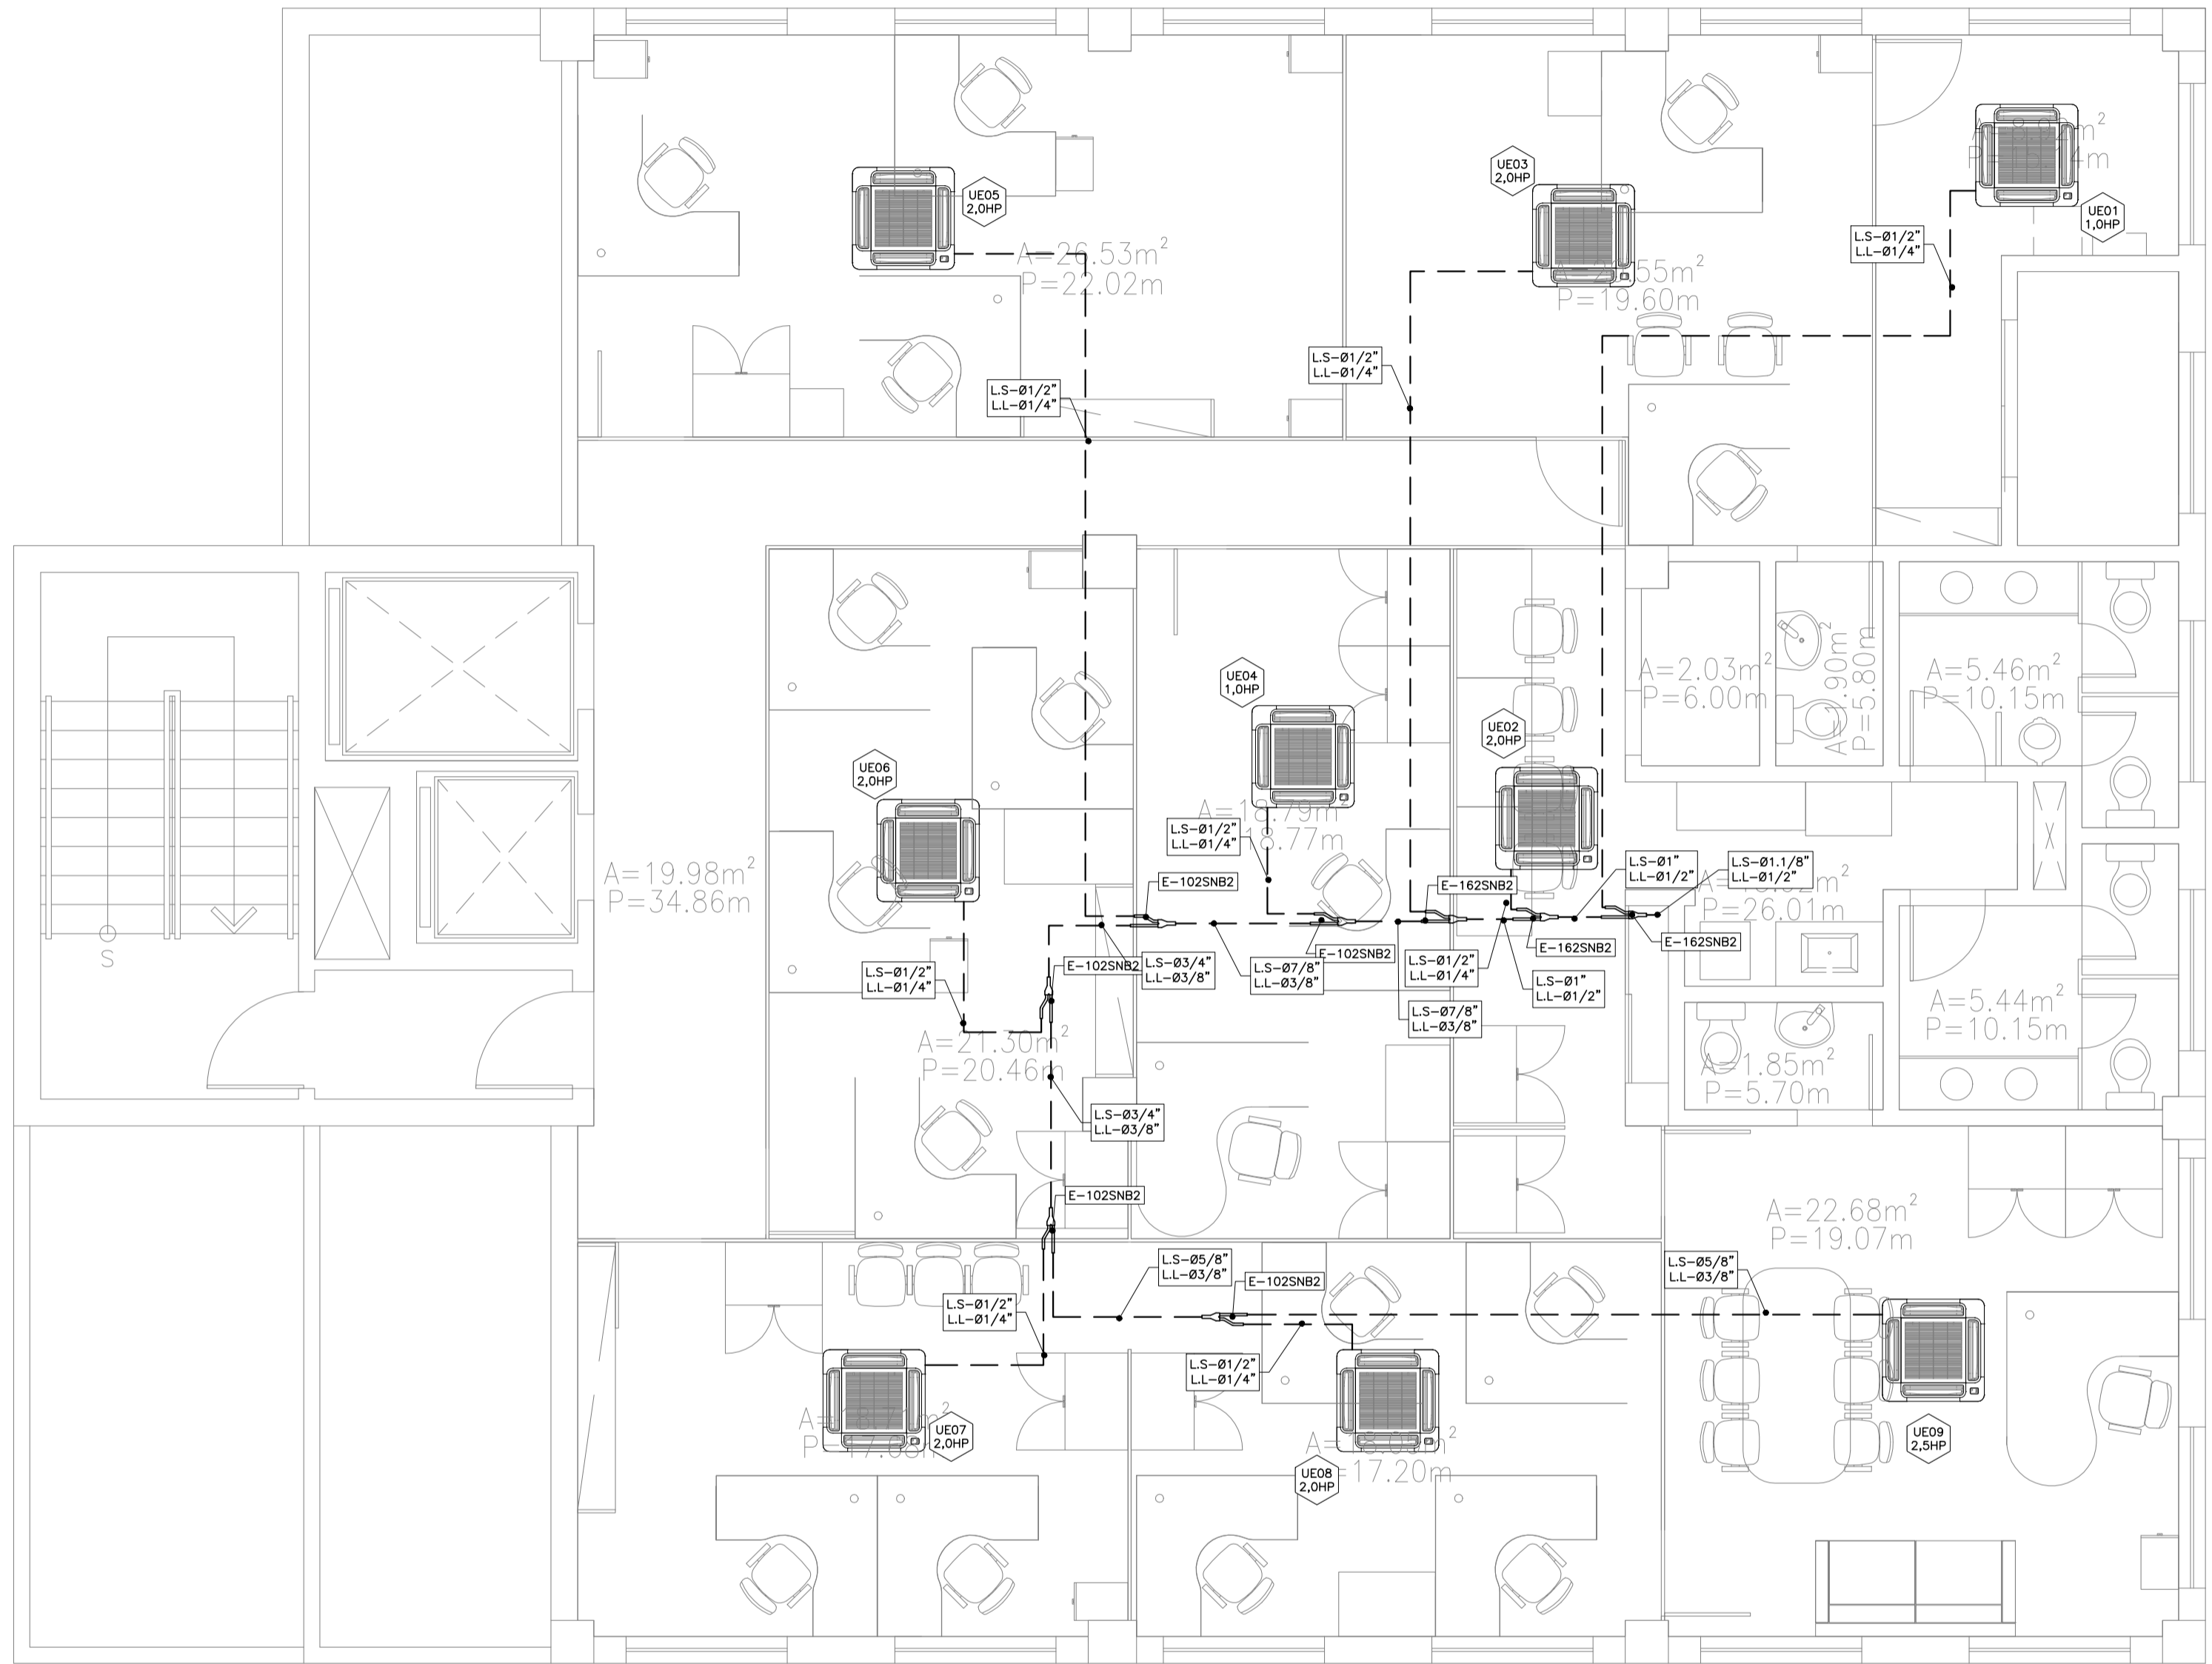 UE05
2,0HP
UE03
2,0HP
UE01
1,0HP
L.S-Ø1/2"
L.L-Ø1/4"
A=26.53m²
P=22.02m
P=19.60m
L.S-Ø1/2"
L.L-Ø1/4"
L.S-Ø1/2"
L.L-Ø1/4"
UE04
1,0HP
UE02
2,0HP
UE06
2,0HP
A=2.03m²
P=6.00m
A=1.90m²
P=5.80m
A=5.46m²
P=10.15m
A=18.79m²
18.77m
L.S-Ø1/2"
L.L-Ø1/4"
A=19.98m²
P=34.86m
E-102SNB2
E-162SNB2
L.S-Ø1"
L.L-Ø1/2"
L.S-Ø1.1/8"
L.L-Ø1/2"
P=26.01m
S
L.S-Ø1/2"
L.L-Ø1/4"
E-102SNB2
L.S-Ø3/4"
L.L-Ø3/8"
L.S-Ø7/8"
L.L-Ø3/8"
E-102SNB2
L.S-Ø1/2"
L.L-Ø1/4"
E-162SNB2
E-162SNB2
L.S-Ø1"
L.L-Ø1/2"
L.S-Ø7/8"
L.L-Ø3/8"
A=5.44m²
P=10.15m
A=21.30m²
P=20.46m
A=1.85m²
P=5.70m
L.S-Ø3/4"
L.L-Ø3/8"
E-102SNB2
A=22.68m²
P=19.07m
L.S-Ø5/8"
L.L-Ø3/8"
E-102SNB2
L.S-Ø5/8"
L.L-Ø3/8"
L.S-Ø1/2"
L.L-Ø1/4"
L.S-Ø1/2"
L.L-Ø1/4"
UE07
2,0HP
UE08
2,0HP
=17.20m
UE09
2,5HP